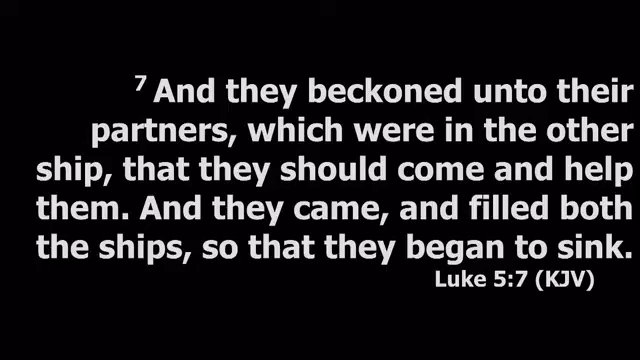 7 And they beckoned unto their
partners, which were in the other
ship, that they should come and help
them. And they came, and filled both
the ships, so that they began to sink.
Luke 5:7 (KJV)